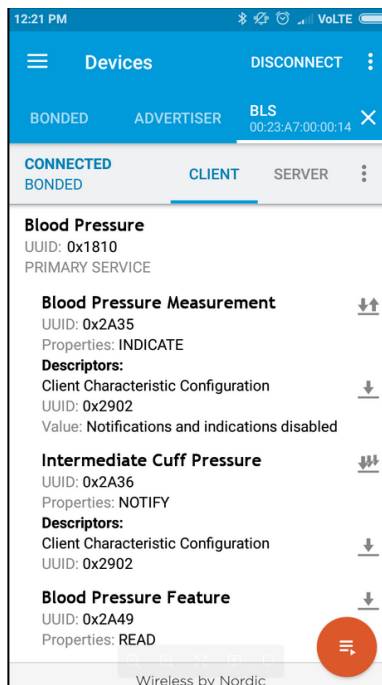 12:21 PM VoLTE
Devices DISCONNECT
BONDED ADVERTISER BLS
00:23:A7:00:00:14
CONNECTED
BONDED CLIENT SERVER
Blood Pressure
UUID: 0x1810
PRIMARY SERVICE
Blood Pressure Measurement
UUID: 0x2A35
Properties: INDICATE
Descriptors:
Client Characteristic Configuration
UUID: 0x2902
Value: Notifications and indications disabled
Intermediate Cuff Pressure
UUID: 0x2A36
Properties: NOTIFY
Descriptors:
Client Characteristic Configuration
UUID: 0x2902
Blood Pressure Feature
UUID: 0x2A49
Properties: READ
Wireless by Nordic